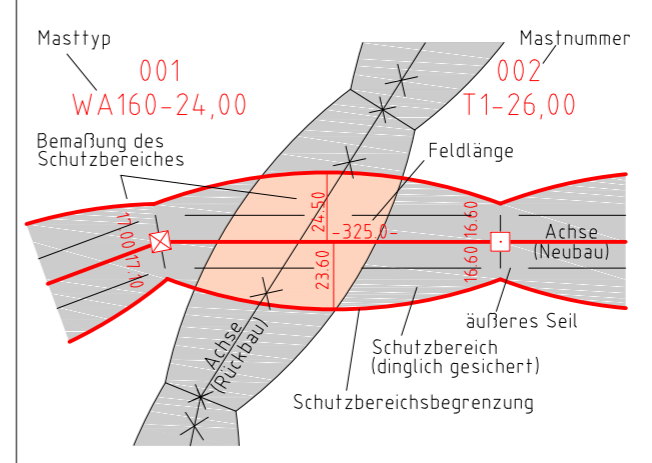 Masttyp
Mastnummer
001
WA160-24,00
002
T1-26,00
Bemaßung des
Schutzbereiches
Feldlänge
17.00
17.10
24.50
-325.0-
23.60
16.60
16.60
Achse
(Neubau)
Achse
(Rückbau)
äußeres Seil
Schutzbereich
(dinglich gesichert)
Schutzbereichsbegrenzung